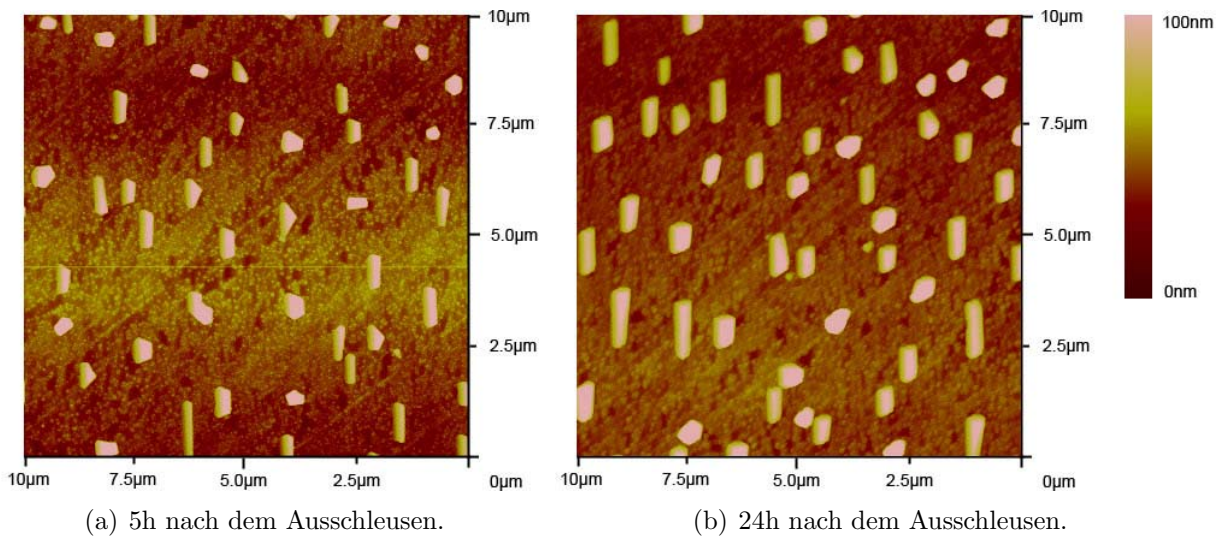 10µm
7.5µm
5.0µm
2.5µm
10µm 7.5µm 5.0µm 2.5µm 0µm
10µm
7.5µm
5.0µm
2.5µm
10µm 7.5µm 5.0µm 2.5µm 0µm
100nm
0nm
(a) 5h nach dem Ausschleusen.
(b) 24h nach dem Ausschleusen.